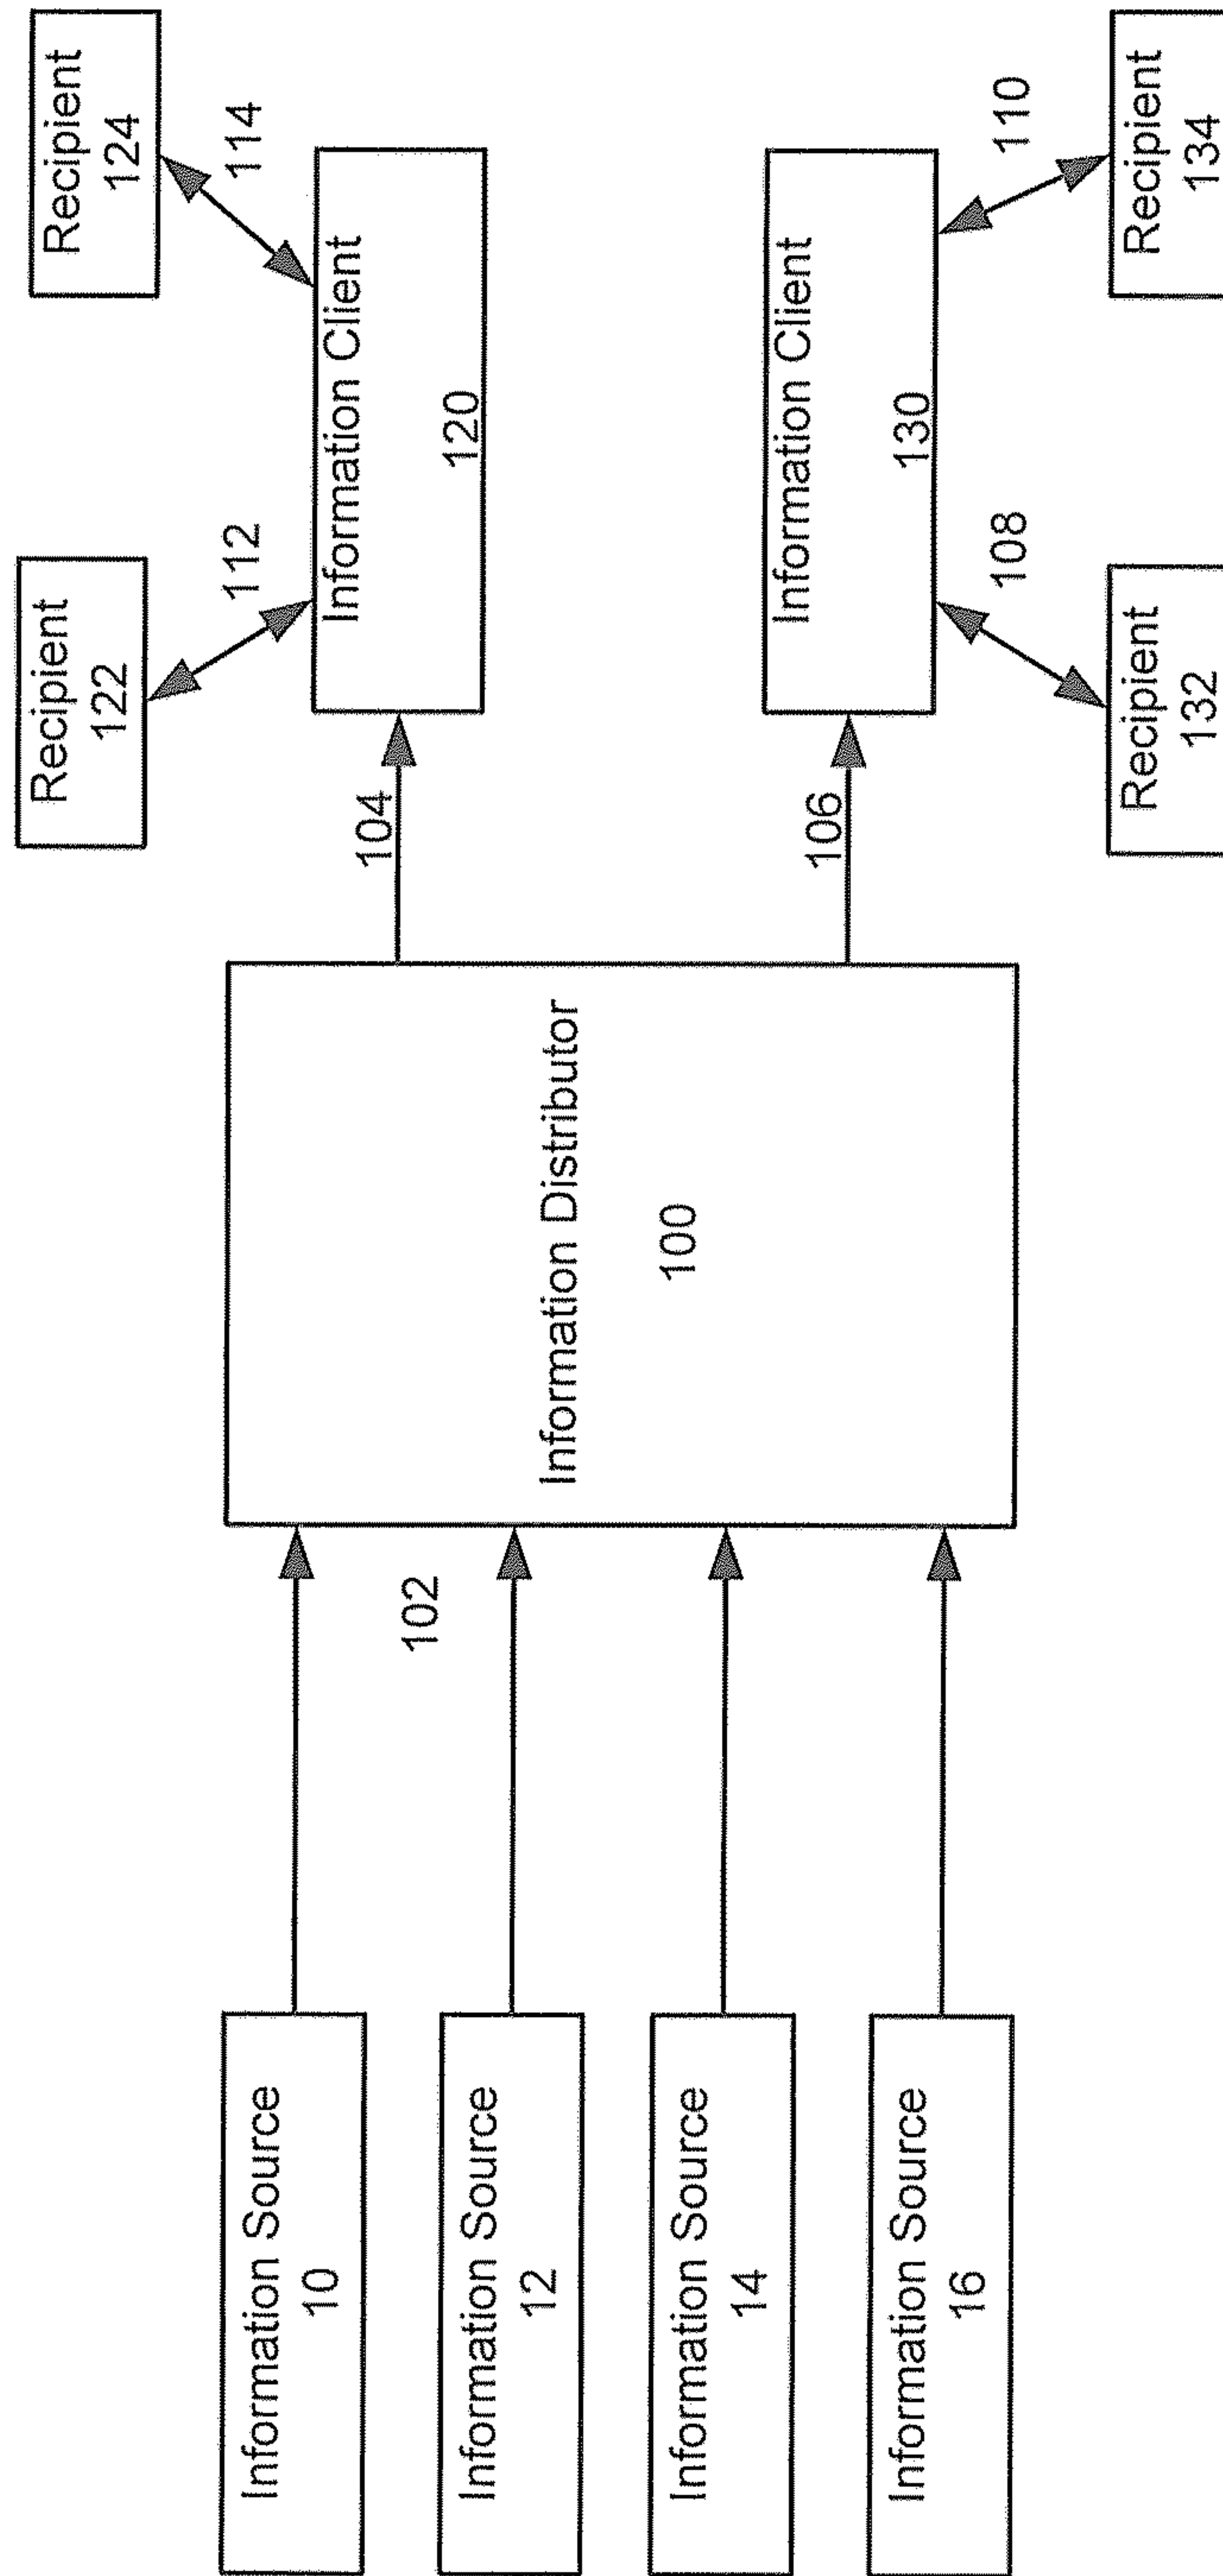 Information Source
10
Information Source
12
Information Source
14
Information Source
16
102
Information Distributor
100
104
106
Recipient
122
112
Recipient
124
114
Information Client
120
Information Client
130
108
110
Recipient
132
Recipient
134